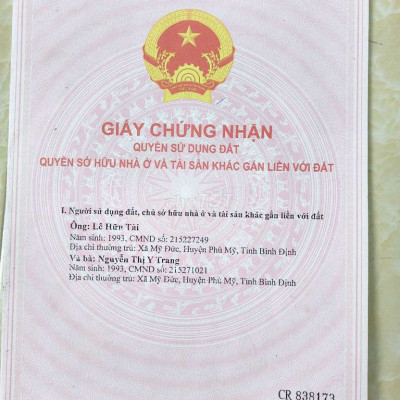 GIẤY CHỨNG NHẬN
QUYỀN SỬ DỤNG ĐẤT
QUYỀN SỞ HỮU NHÀ Ở VÀ TÀI SẢN KHÁC GẮN LIỀN VỚI ĐẤT
I. Người sử dụng đất, chủ sở hữu nhà ở và tài sản khác gắn liền với đất
Ông: Lê Hữu Tài
Năm sinh: 1993, CMND số: 215227249
Địa chỉ thường trú: Xã Mỹ Đức, Huyện Phù Mỹ, Tỉnh Bình Định
Và bà: Nguyễn Thị Y Trang
Năm sinh: 1993, CMND số: 215271021
Địa chỉ thường trú: Xã Mỹ Đức, Huyện Phù Mỹ, Tỉnh Bình Định
CR 838173